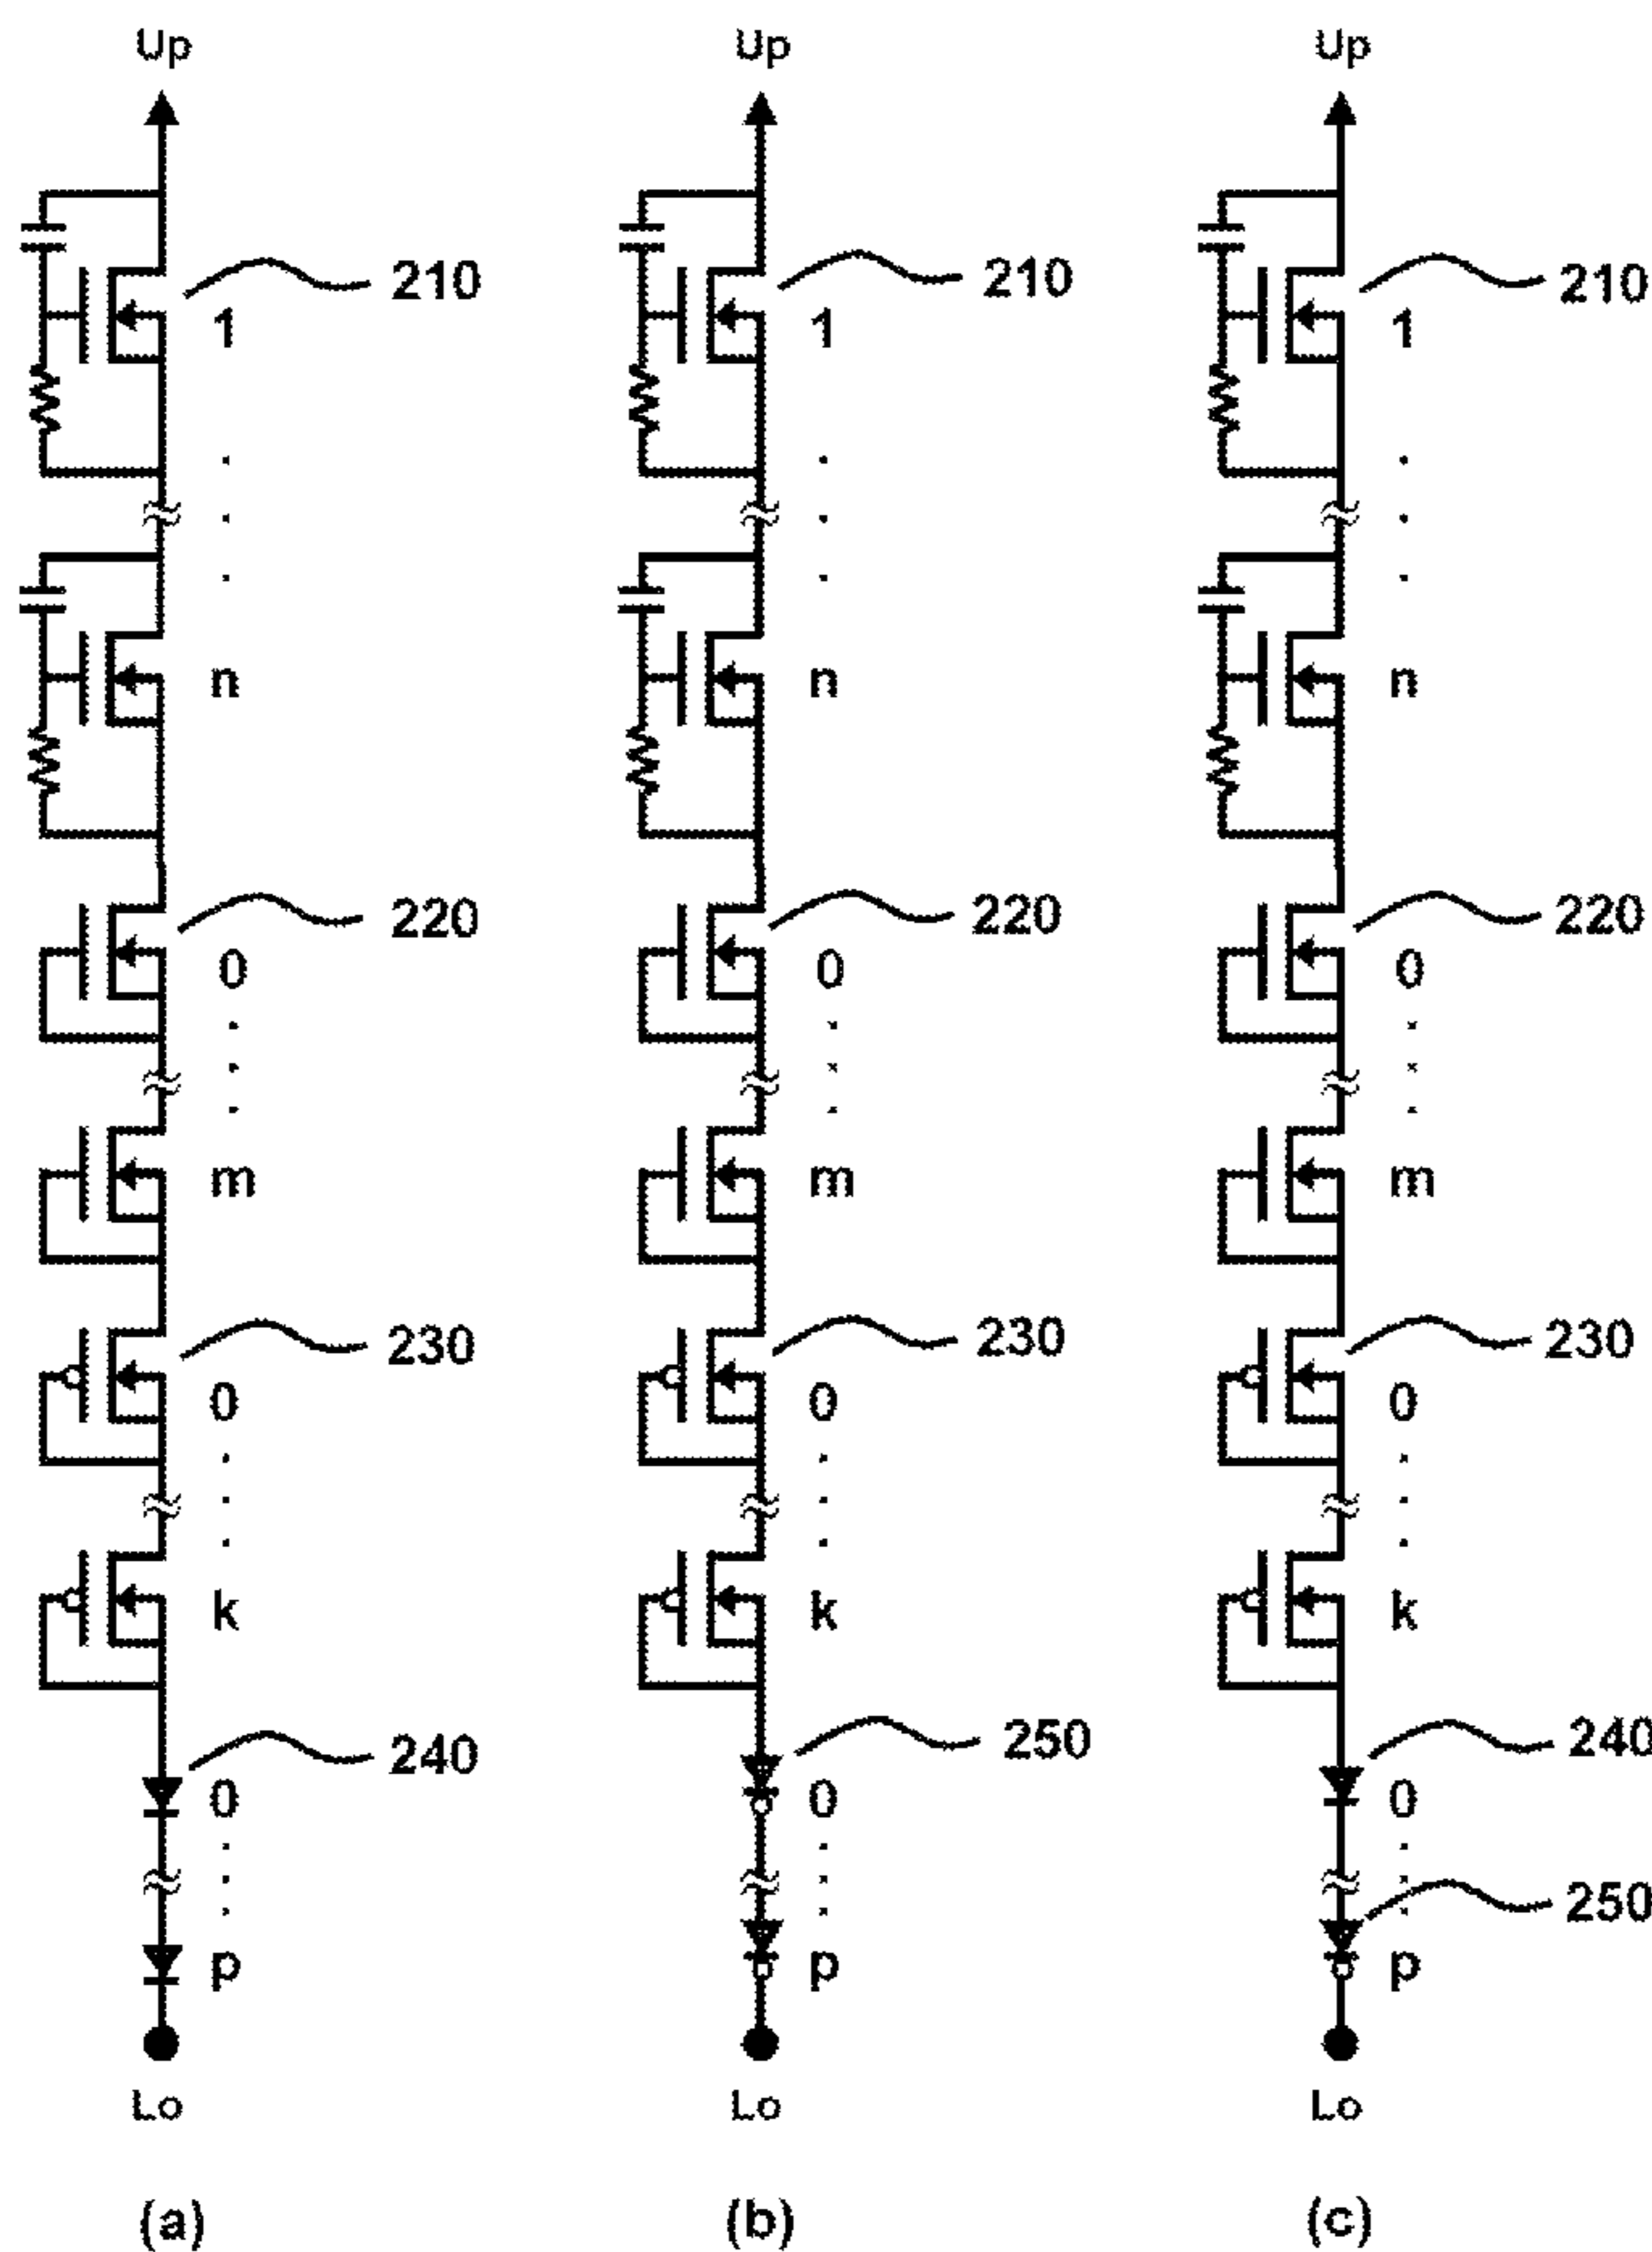 Up Up Up
210 210 210
1 1 1
n n n
220 220 220
0 0 0
m m m
230 230 230
0 0 0
k k k
240 250 240
0 0 0
250
p p p
Lo Lo Lo
(a) (b) (c)